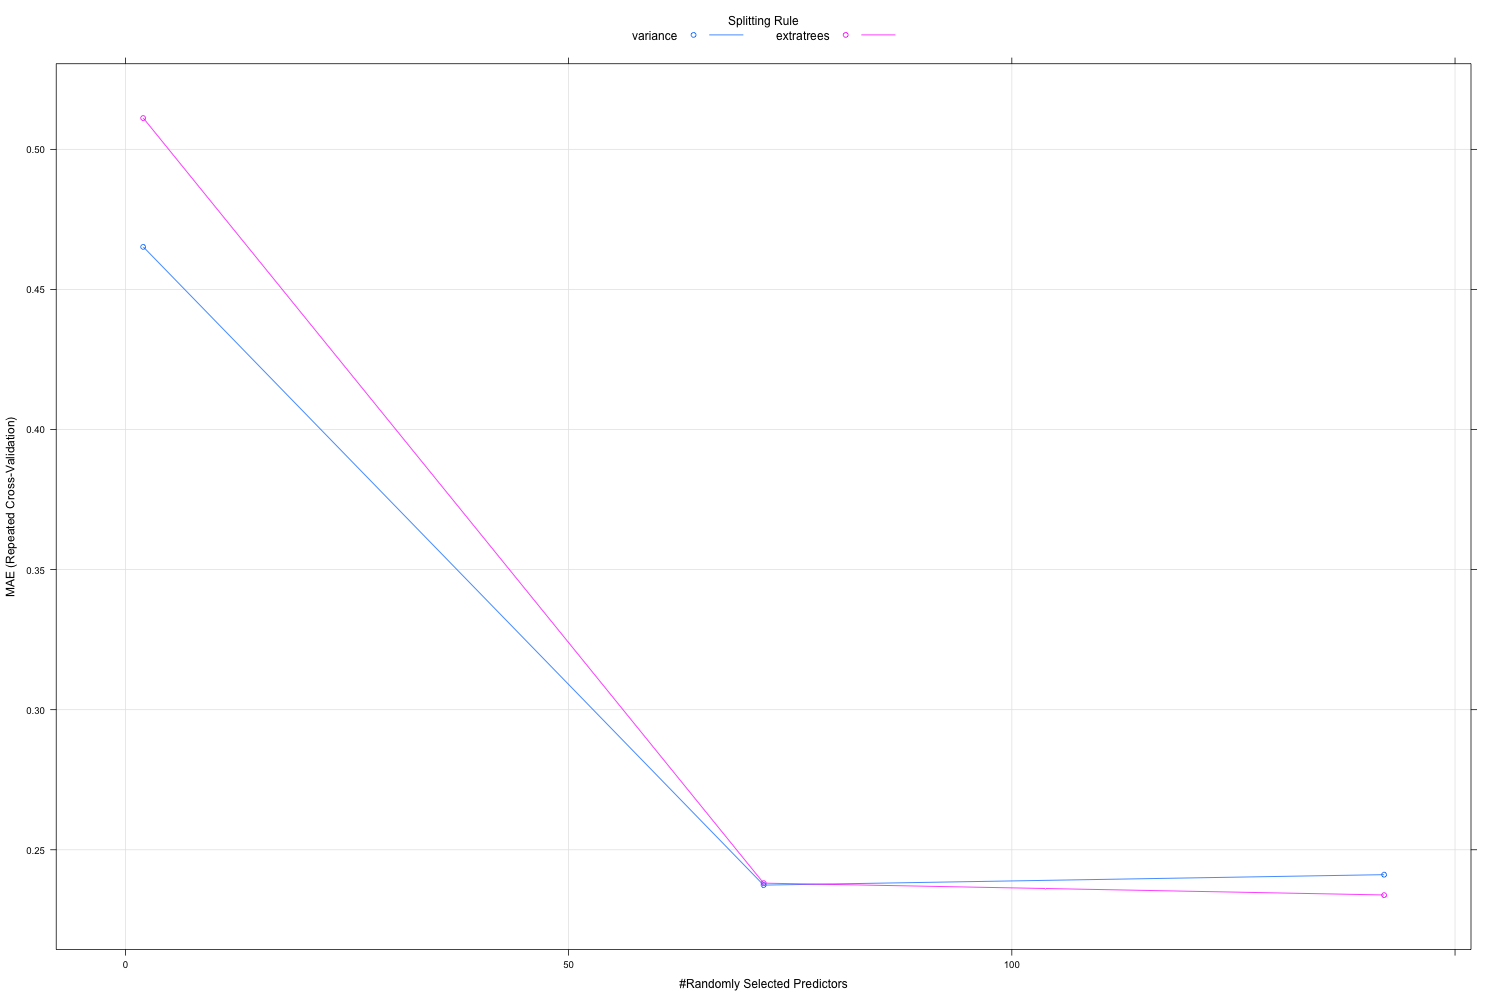 Splitting Rule
variance extratrees
0.50
0.45
0.40
0.35
0.30
0.25
MAE (Repeated Cross-Validation)
0 50 100
#Randomly Selected Predictors